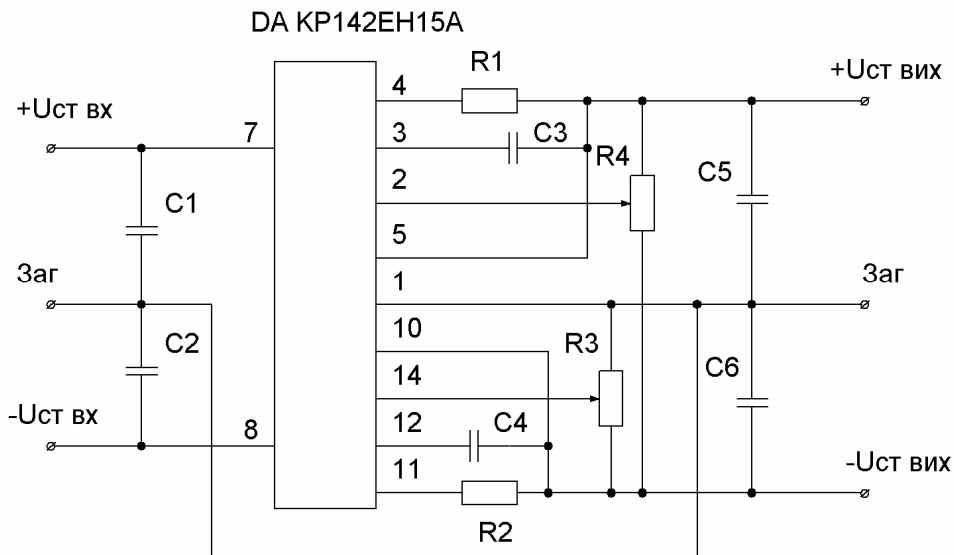 DA КР142ЕН15А
+Uст вх
7
C1
Заг
C2
-Uст вх
8
4
R1
3
C3
2
R4
5
1
10
R3
14
12
C4
11
R2
+Uст вих
C5
Заг
C6
-Uст вих